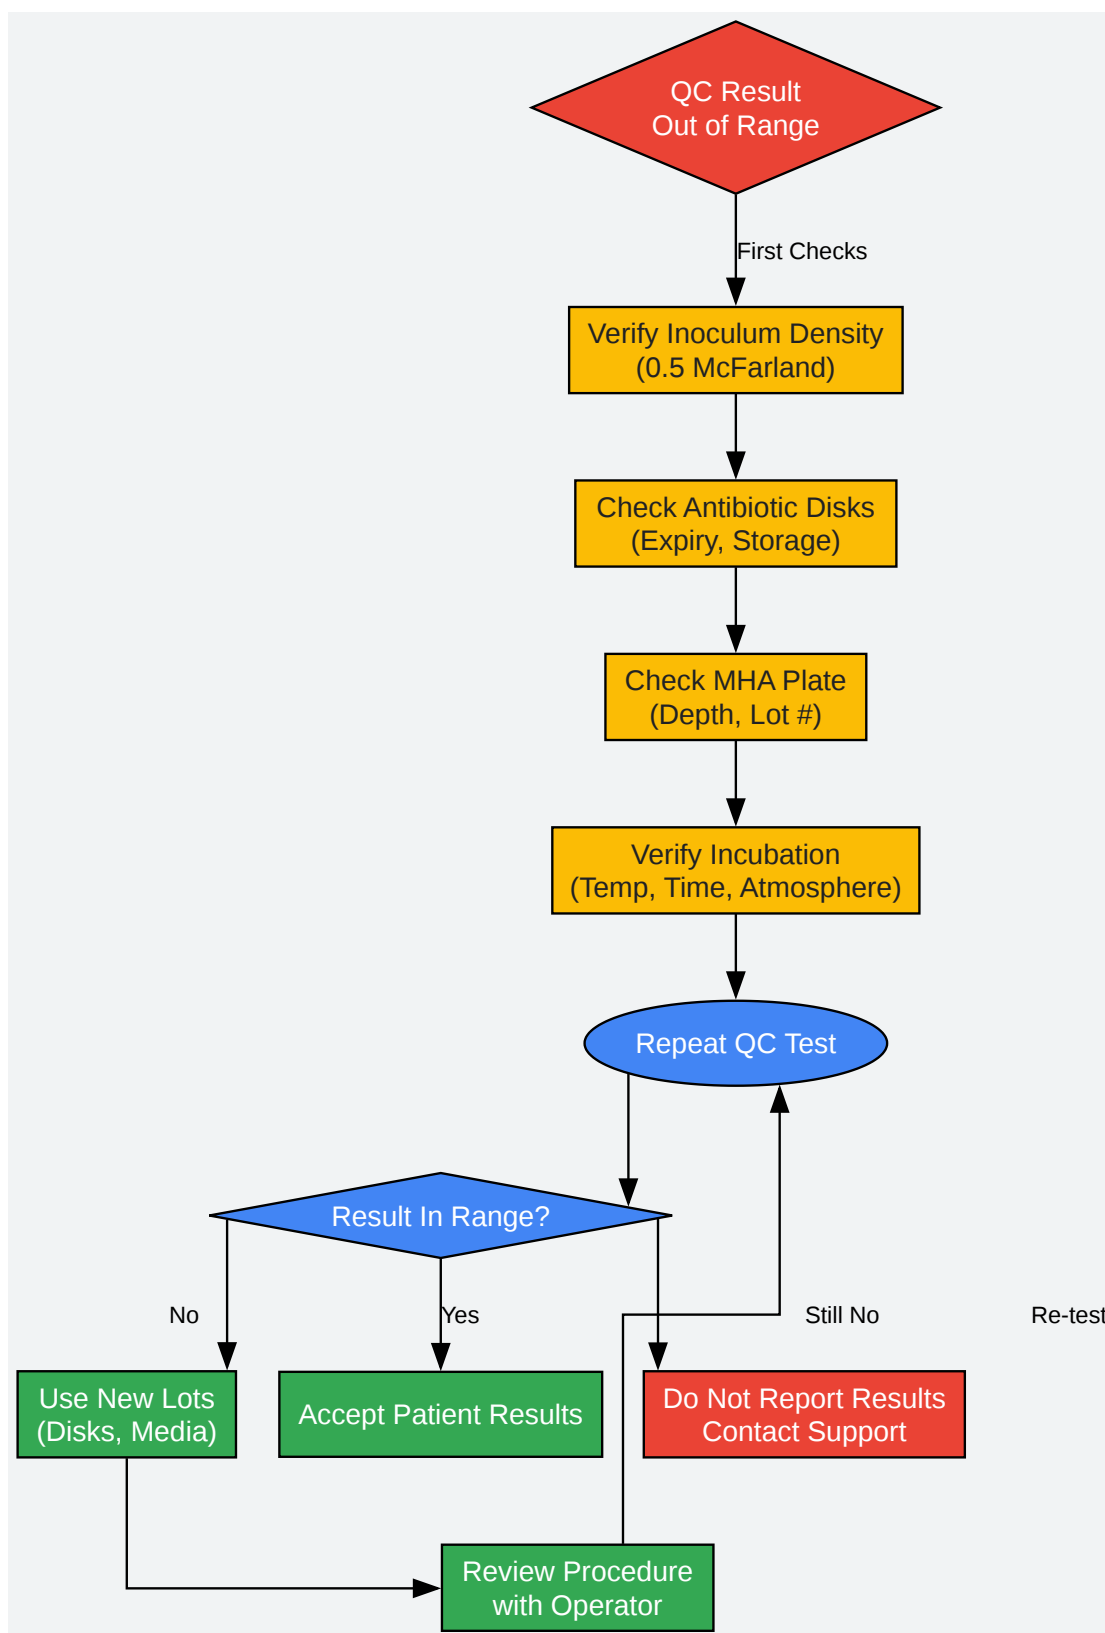 QC Result
Out of Range
First Checks
Verify Inoculum Density
(0.5 McFarland)
Check Antibiotic Disks
(Expiry, Storage)
Check MHA Plate
(Depth, Lot #)
Verify Incubation
(Temp, Time, Atmosphere)
Repeat QC Test
Result In Range?
No
Yes
Still No
Re-test
Use New Lots
(Disks, Media)
Accept Patient Results
Do Not Report Results
Contact Support
Review Procedure
with Operator